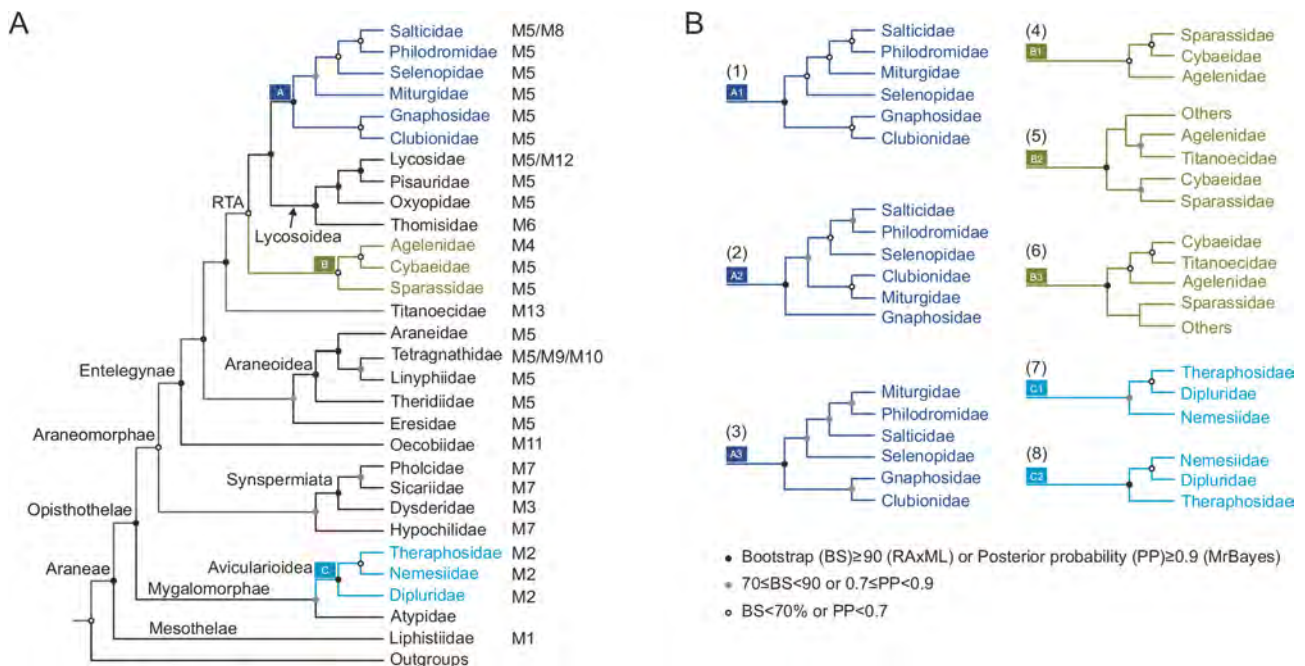 A
Salticidae M5/M8
Philodromidae M5
Selenopidae M5
A
Miturgidae M5
Gnaphosidae M5
Clubionidae M5
Lycosidae M5/M12
Pisauridae M5
RTA
Oxyopidae M5
Thomisidae M6
Lycosoidea
Agelenidae M4
B
Cybaeidae M5
Sparassidae M5
Titanoecidae M13
Araneidae M5
Araneoidea
Tetragnathidae M5/M9/M10
Entelegynae
Linyphiidae M5
Theridiidae M5
Eresidae M5
Araneomorphae
Oecobiidae M11
Pholcidae M7
Synspermiata
Sicariidae M7
Dysderidae M3
Opisthothelae
Hypochilidae M7
Theraphosidae M2
Avicularioidea
C
Araneae
Nemesiidae M2
Mygalomorphae
Dipluridae M2
Atypidae
Mesothelae
Liphistiidae M1
Outgroups
B
(1)
A1
Salticidae
Philodromidae
Miturgidae
Selenopidae
Gnaphosidae
Clubionidae
(2)
A2
Salticidae
Philodromidae
Selenopidae
Clubionidae
Miturgidae
Gnaphosidae
(3)
A3
Miturgidae
Philodromidae
Salticidae
Selenopidae
Gnaphosidae
Clubionidae
(4)
B1
Sparassidae
Cybaeidae
Agelenidae
(5)
B2
Others
Agelenidae
Titanoecidae
Cybaeidae
Sparassidae
(6)
B3
Cybaeidae
Titanoecidae
Agelenidae
Sparassidae
Others
(7)
C1
Theraphosidae
Dipluridae
Nemesiidae
(8)
C2
Nemesiidae
Dipluridae
Theraphosidae
Bootstrap (BS)≥90 (RAxML) or Posterior probability (PP)≥0.9 (MrBayes)
70≤BS<90 or 0.7≤PP<0.9
BS<70% or PP<0.7